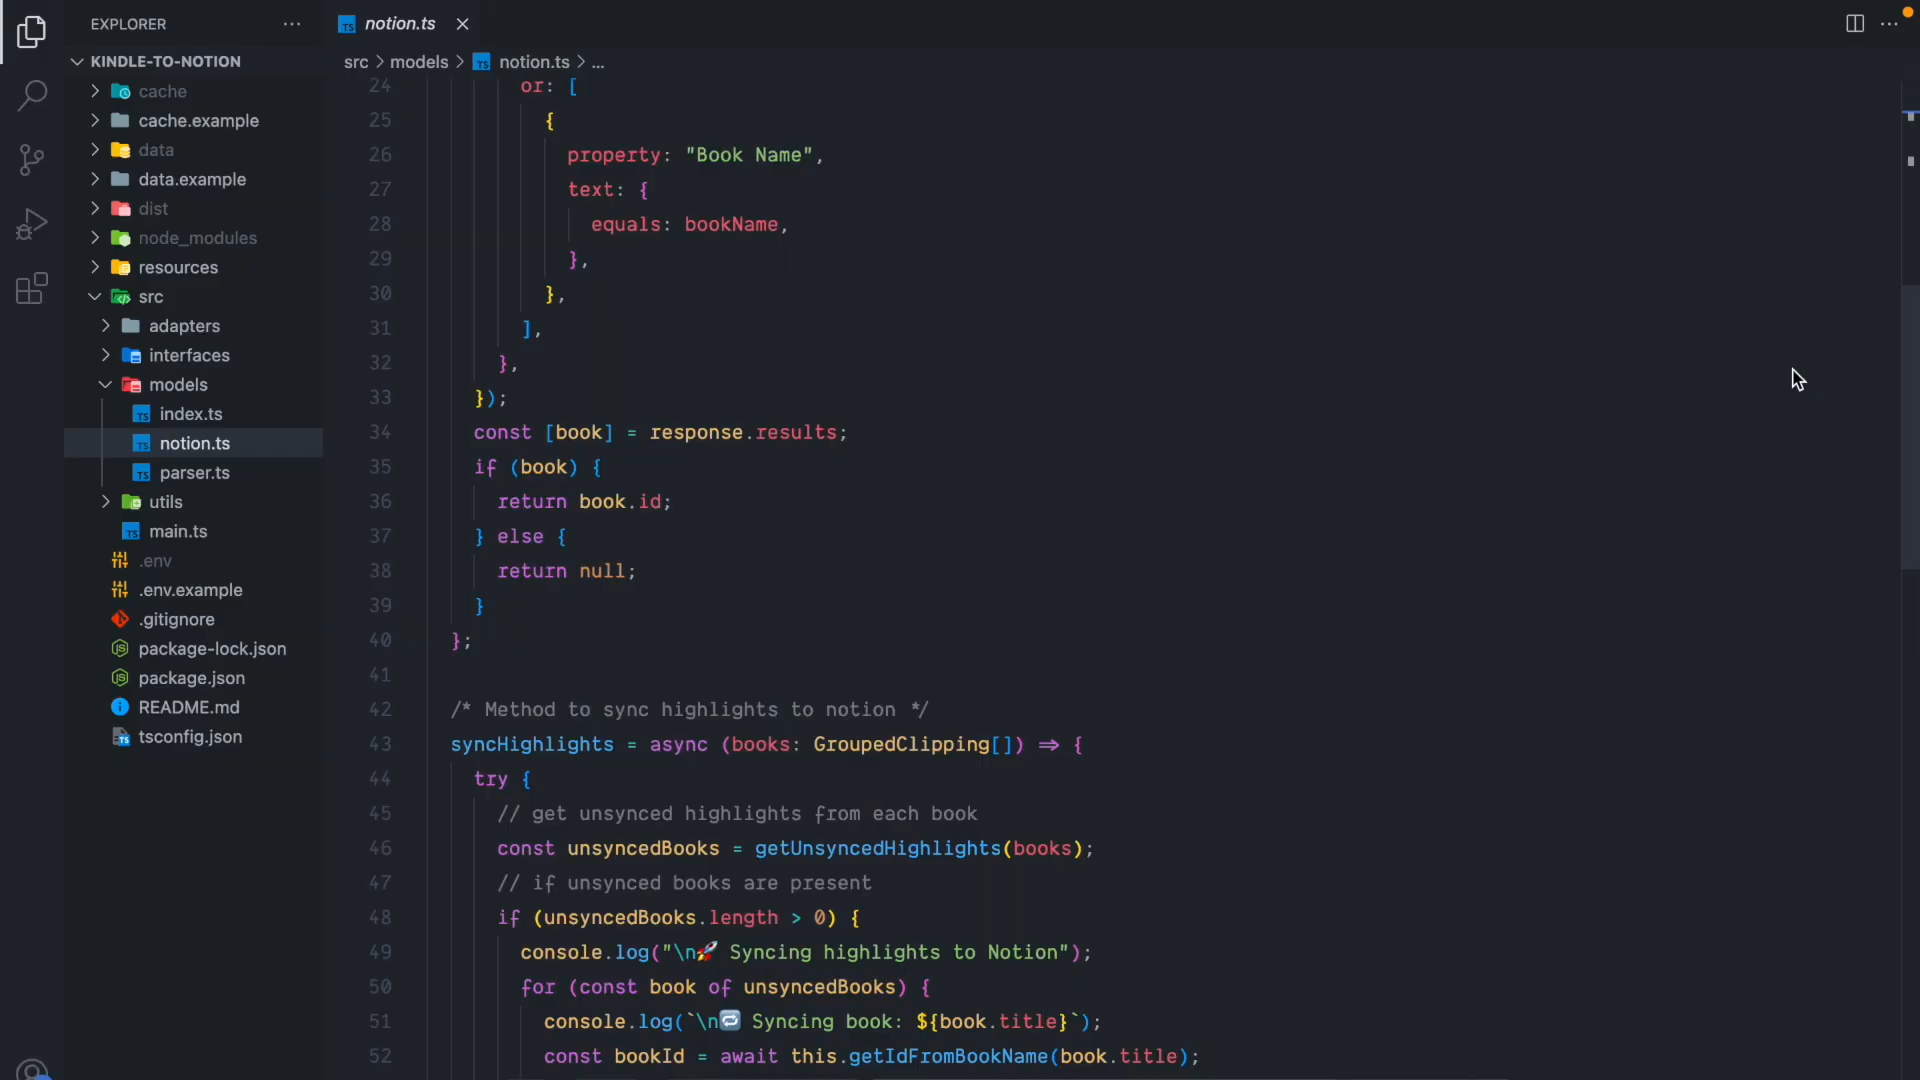 EXPLORER
notion.ts
KINDLE-TO-NOTION
cache
cache.example
data
data.example
dist
node_modules
resources
src
adapters
interfaces
models
index.ts
notion.ts
parser.ts
utils
main.ts
.env
.env.example
.gitignore
package-lock.json
package.json
README.md
tsconfig.json
src > models > TS notion.ts > ...
24 or: [
25 {
26 property: "Book Name",
27 text: {
28 equals: bookName,
29 },
30 },
31 ],
32 },
33 });
34 const [book] = response.results;
35 if (book) {
36 return book.id;
37 } else {
38 return null;
39 }
40 };
41
42 /* Method to sync highlights to notion */
43 syncHighlights = async (books: GroupedClipping[]) => {
44 try {
45 // get unsynced highlights from each book
46 const unsyncedBooks = getUnsyncedHighlights(books);
47 // if unsynced books are present
48 if (unsyncedBooks.length > 0) {
49 console.log("\n🚀 Syncing highlights to Notion");
50 for (const book of unsyncedBooks) {
51 console.log(`\n🔁 Syncing book: ${book.title}`);
52 const bookId = await this.getIdFromBookName(book.title);